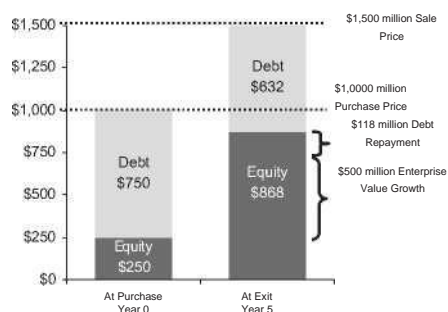 $1,500 million Sale
Price
$1,500
$1,250
$1,000
$750
$500
$250
$0
Debt
$632
$1,0000 million
Purchase Price
$118 million Debt
Repayment
Debt
$750
Equity
$868
$500 million Enterprise
Value Growth
Equity
$250
At Purchase
Year 0
At Exit
Year 5